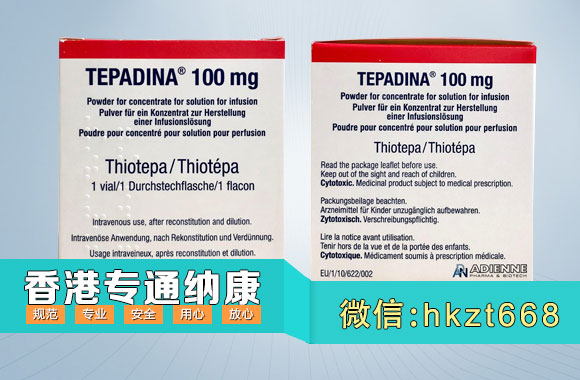 TEPADINA® 100 mg
Powder for concentrate for solution for infusion
Pulver für ein Konzentrat zur Herstellung
einer Infusionslösung
Poudre pour concentré pour solution pour perfusion
Thiotepa/Thiotépa
1 vial/1 Durchstechflasche/1 flacon
Intravenous use, after reconstitution and dilution.
Intravenöse Anwendung, nach Rekonstitution und Verdünnung.
Usage intraveineux, après reconstitution et dilution.
TEPADINA® 100 mg
Powder for concentrate for solution for infusion
Pulver für ein Konzentrat zur Herstellung
einer Infusionslösung
Poudre pour concentré pour solution pour perfusion
Thiotepa/Thiotépa
Read the package leaflet before use.
Keep out of the sight and reach of children.
Cytotoxic. Medicinal product subject to medical prescription.
Packungsbeilage beachten.
Arzneimittel für Kinder unzugänglich aufbewahren.
Zytotoxisch. Verschreibungspflichtig.
Lire la notice avant utilisation.
Tenir hors de la vue et de la portée des enfants.
Cytotoxique. Médicament soumis à prescription médicale.
EU/1/10/622/002
ADIENNE
PHARMA & BIOTECH
香港专通纳康
规范 专业 安全 用心 放心
微信:hkzt668